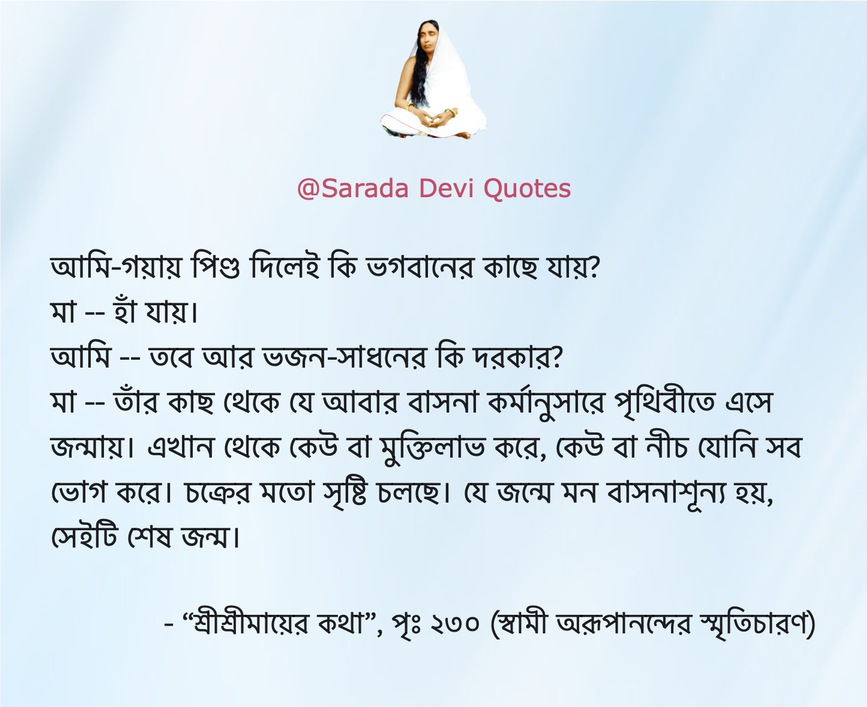 @Sarada Devi Quotes
আমি-গয়ায় পিণ্ড দিলেই কি ভগবানের কাছে যায়?
মা -- হাঁ যায়।
আমি -- তবে আর ভজন-সাধনের কি দরকার?
মা -- তাঁর কাছ থেকে যে আবার বাসনা কর্মানুসারে পৃথিবীতে এসে
জন্মায়। এখান থেকে কেউ বা মুক্তিলাভ করে, কেউ বা নীচ যোনি সব
ভোগ করে। চক্রের মতো সৃষ্টি চলছে। যে জন্মে মন বাসনাশূন্য হয়,
সেইটি শেষ জন্ম।
- “শ্রীশ্রীমায়ের কথা”, পৃঃ ২৩০ (স্বামী অরূপানন্দের স্মৃতিচারণ)